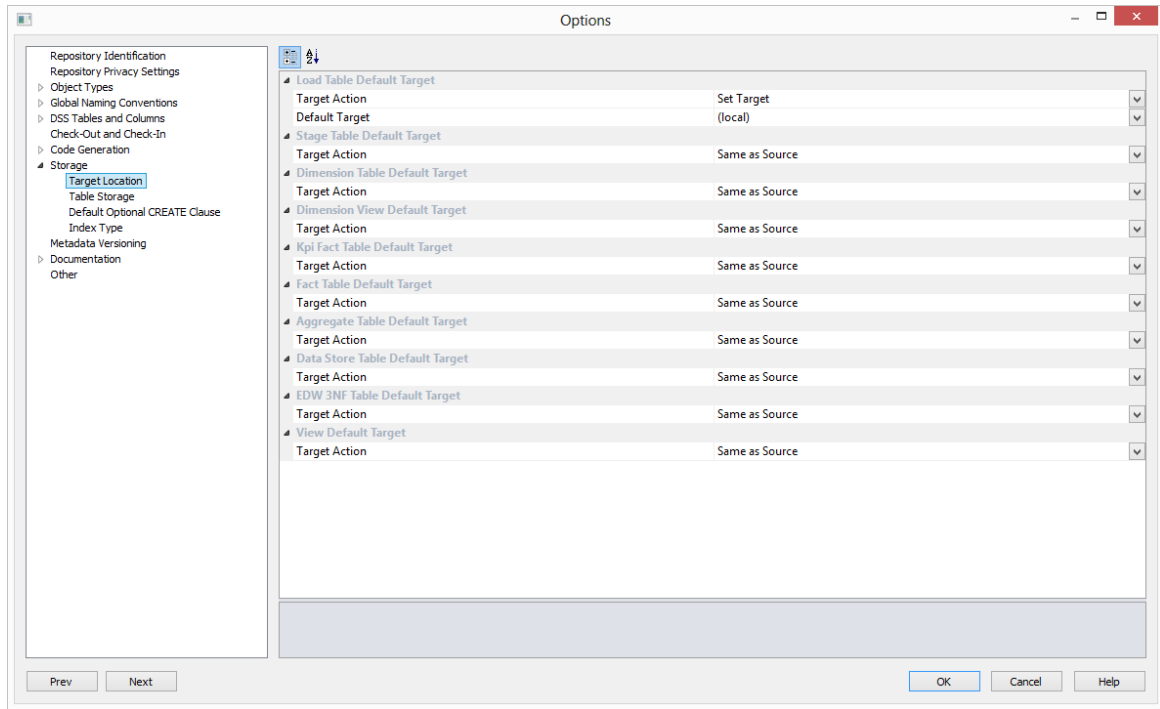 Options
Repository Identification
Repository Privacy Settings
Object Types
Global Naming Conventions
DSS Tables and Columns
Check-Out and Check-In
Code Generation
Storage
Target Location
Table Storage
Default Optional CREATE Clause
Index Type
Metadata Versioning
Documentation
Other
Load Table Default Target
Target Action Set Target
Default Target (local)
Stage Table Default Target
Target Action Same as Source
Dimension Table Default Target
Target Action Same as Source
Dimension View Default Target
Target Action Same as Source
Kpi Fact Table Default Target
Target Action Same as Source
Fact Table Default Target
Target Action Same as Source
Aggregate Table Default Target
Target Action Same as Source
Data Store Table Default Target
Target Action Same as Source
EDW 3NF Table Default Target
Target Action Same as Source
View Default Target
Target Action Same as Source
Prev Next OK Cancel Help